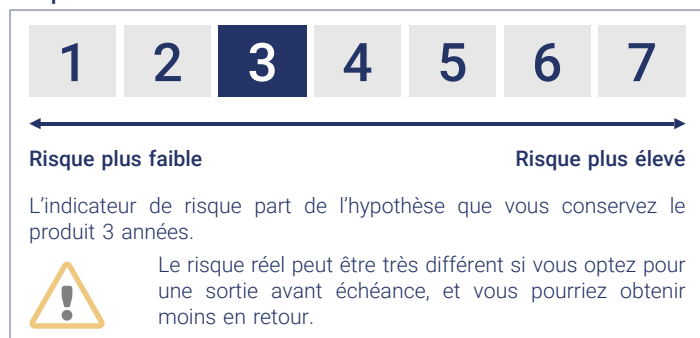 1 2 3 4 5 6 7
Risque plus faible Risque plus élevé
L'indicateur de risque part de l'hypothèse que vous conservez le
produit 3 années.
Le risque réel peut être très différent si vous optez pour
une sortie avant échéance, et vous pourriez obtenir
moins en retour.